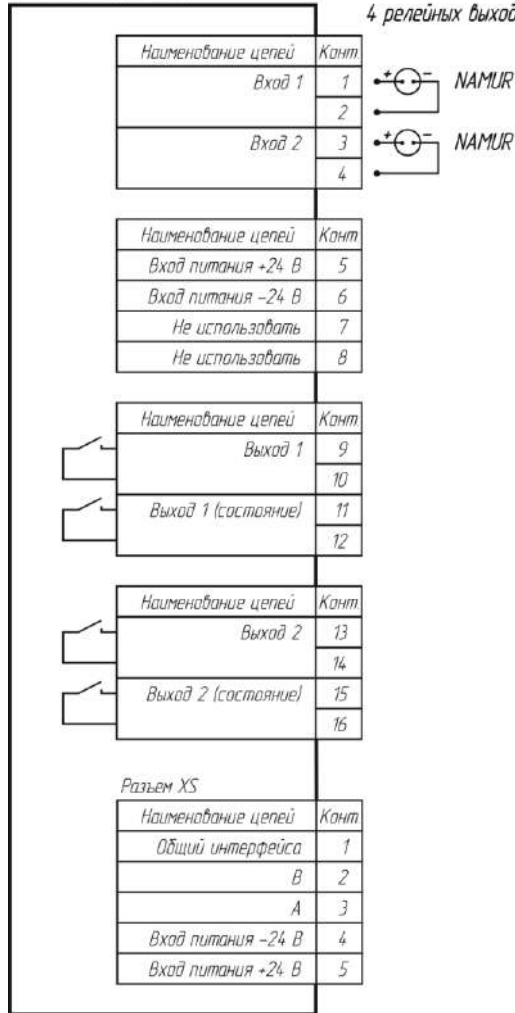 4 релейных выхода
Наименование цепей Конт.
Вход 1 1 + - NAMUR
2
Вход 2 3 + - NAMUR
4
Наименование цепей Конт.
Вход питания +24 В 5
Вход питания –24 В 6
Не использовать 7
Не использовать 8
Наименование цепей Конт.
Выход 1 9
10
Выход 1 (состояние) 11
12
Наименование цепей Конт.
Выход 2 13
14
Выход 2 (состояние) 15
16
Разъем XS
Наименование цепей Конт.
Общий интерфейса 1
B 2
A 3
Вход питания –24 В 4
Вход питания +24 В 5